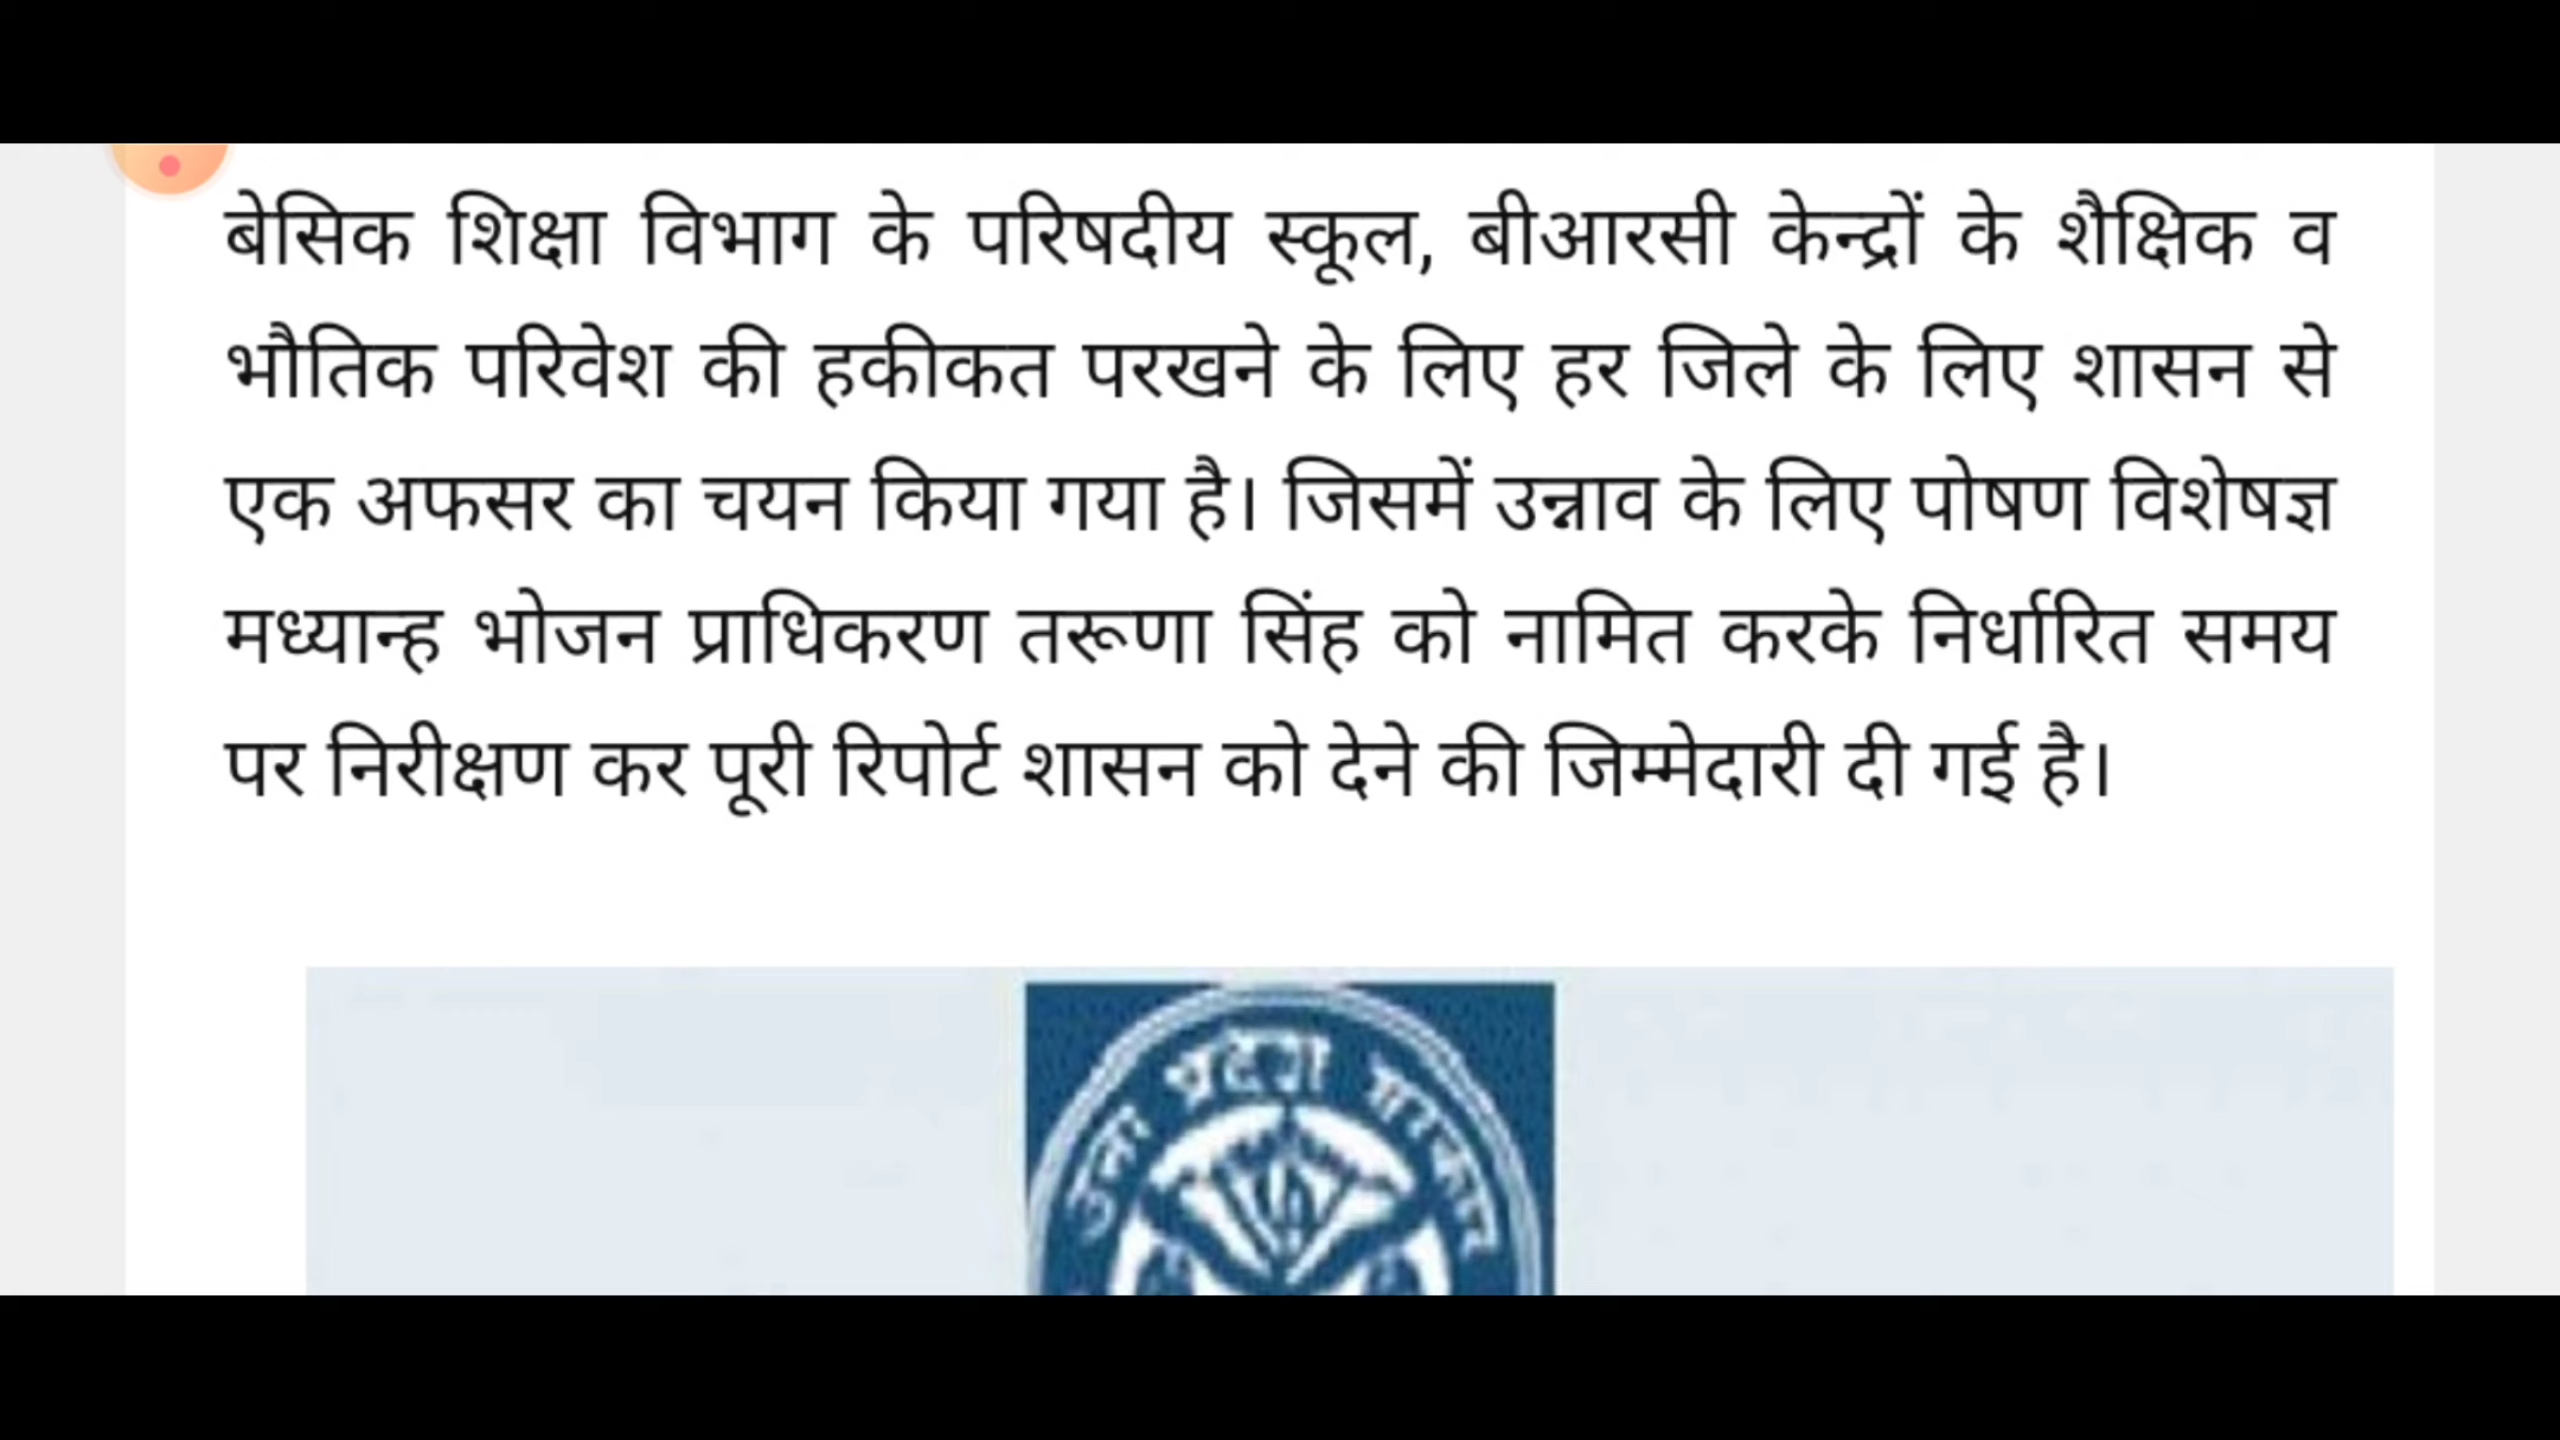 बेसिक शिक्षा विभाग के परिषदीय स्कूल, बीआरसी केन्द्रों के शैक्षिक व
भौतिक परिवेश की हकीकत परखने के लिए हर जिले के लिए शासन से
एक अफसर का चयन किया गया है। जिसमें उन्नाव के लिए पोषण विशेषज्ञ
मध्यान्ह भोजन प्राधिकरण तरूणा सिंह को नामित करके निर्धारित समय
पर निरीक्षण कर पूरी रिपोर्ट शासन को देने की जिम्मेदारी दी गई है।
प्रदेश